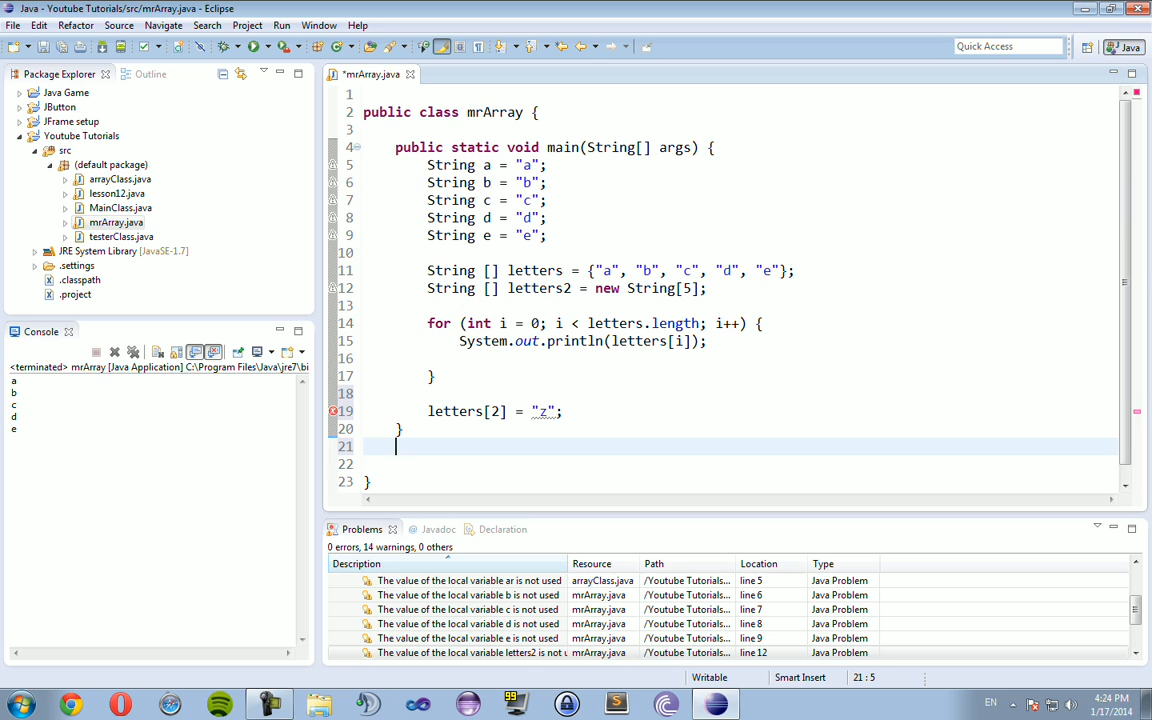 Java - Youtube Tutorials/src/mrArray.java - Eclipse
File Edit Refactor Source Navigate Search Project Run Window Help
Quick Access
Java
Package Explorer
Outline
Java Game
JButton
JFrame setup
Youtube Tutorials
src
(default package)
arrayClass.java
lesson12.java
MainClass.java
mrArray.java
testerClass.java
JRE System Library [JavaSE-1.7]
.settings
.classpath
.project
Console
<terminated> mrArray [Java Application] C:\Program Files\Java\jre7\bi
a
b
c
d
e
*mrArray.java
1
2 public class mrArray {
3
4 public static void main(String[] args) {
5 String a = "a";
6 String b = "b";
7 String c = "c";
8 String d = "d";
9 String e = "e";
10
11 String [] letters = {"a", "b", "c", "d", "e"};
12 String [] letters2 = new String[5];
13
14 for (int i = 0; i < letters.length; i++) {
15 System.out.println(letters[i]);
16
17 }
18
19 letters[2] = "z";
20 }
21
22
23 }
Problems @ Javadoc Declaration
0 errors, 14 warnings, 0 others
Description Resource Path Location Type
The value of the local variable ar is not used arrayClass.java /Youtube Tutorials... line 5 Java Problem
The value of the local variable b is not used mrArray.java /Youtube Tutorials... line 6 Java Problem
The value of the local variable c is not used mrArray.java /Youtube Tutorials... line 7 Java Problem
The value of the local variable d is not used mrArray.java /Youtube Tutorials... line 8 Java Problem
The value of the local variable e is not used mrArray.java /Youtube Tutorials... line 9 Java Problem
The value of the local variable letters2 is not u mrArray.java /Youtube Tutorials... line 12 Java Problem
Writable Smart Insert 21 : 5
99
S
EN
4:24 PM
1/17/2014